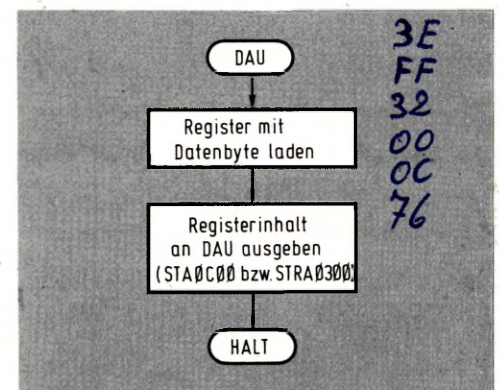 DAU
3E
FF
Register mit
Datenbyte laden
32
00
0C
76
Registerinhalt
an DAU ausgeben
(STAØCØØ bzw. STRAØ3ØØ)
HALT